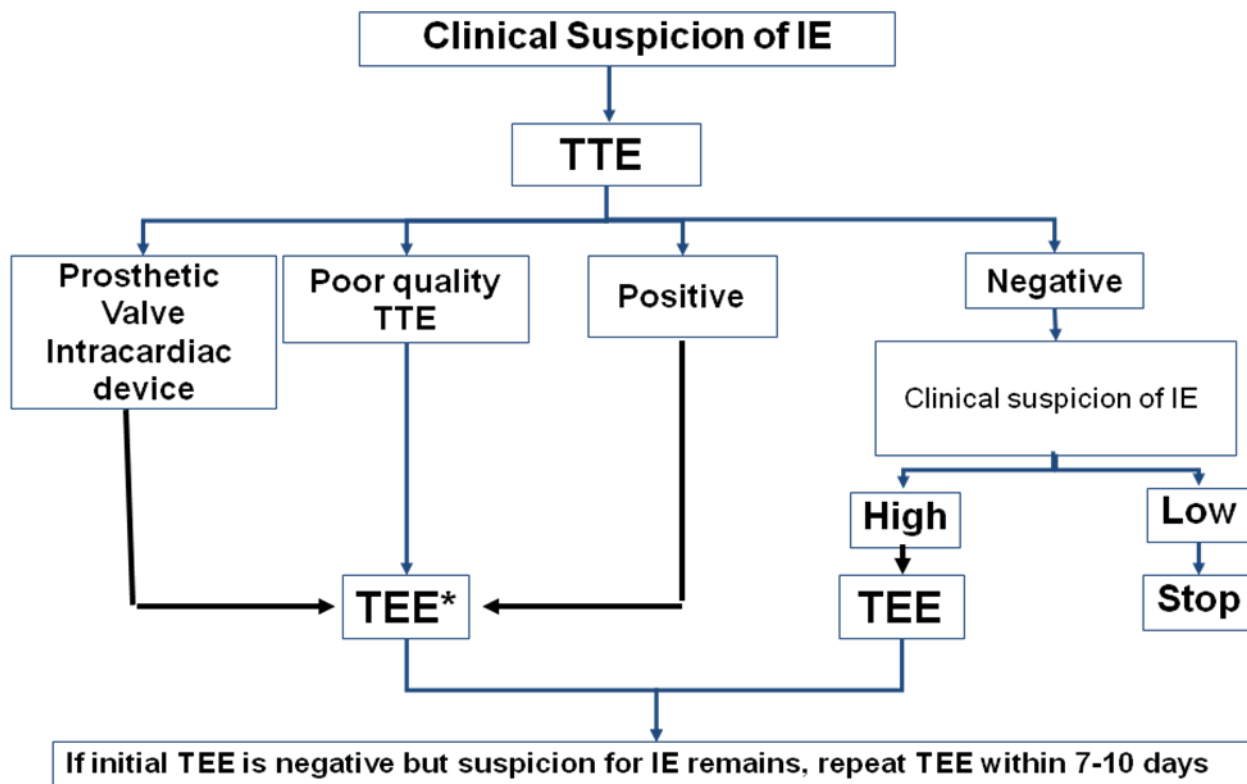 Clinical Suspicion of IE
TTE
Prosthetic
Valve
Intracardiac
device
Poor quality
TTE
Positive
Negative
Clinical suspicion of IE
High
Low
TEE*
TEE
Stop
If initial TEE is negative but suspicion for IE remains, repeat TEE within 7-10 days